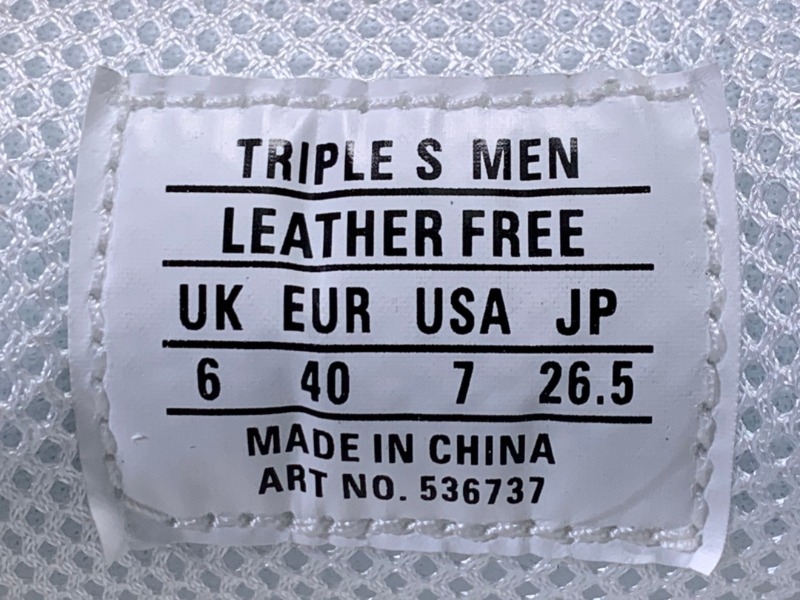 TRIPLE S MEN
LEATHER FREE
UK EUR USA JP
6 40 7 26.5
MADE IN CHINA
ART NO. 536737